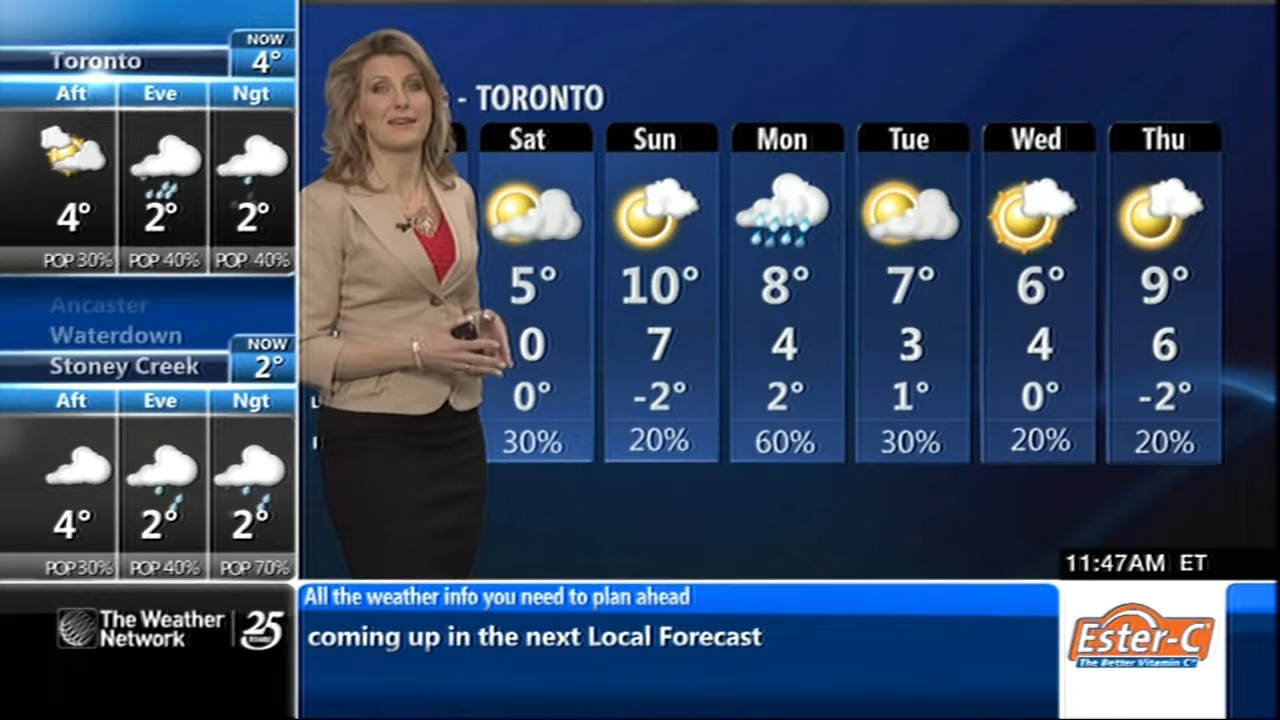 NOW
Toronto 4°
Aft Eve Ngt
4° 2° 2°
POP 30% POP 40% POP 40%
Ancaster
Waterdown
NOW
Stoney Creek 2°
Aft Eve Ngt
4° 2° 2°
POP 30% POP 40% POP 70%
The Weather
Network
25
YEARS
- TORONTO
Sat Sun Mon Tue Wed Thu
5° 10° 8° 7° 6° 9°
0 7 4 3 4 6
0° -2° 2° 1° 0° -2°
30% 20% 60% 30% 20% 20%
11:47AM ET
All the weather info you need to plan ahead
coming up in the next Local Forecast
Ester-C®
The Better Vitamin C